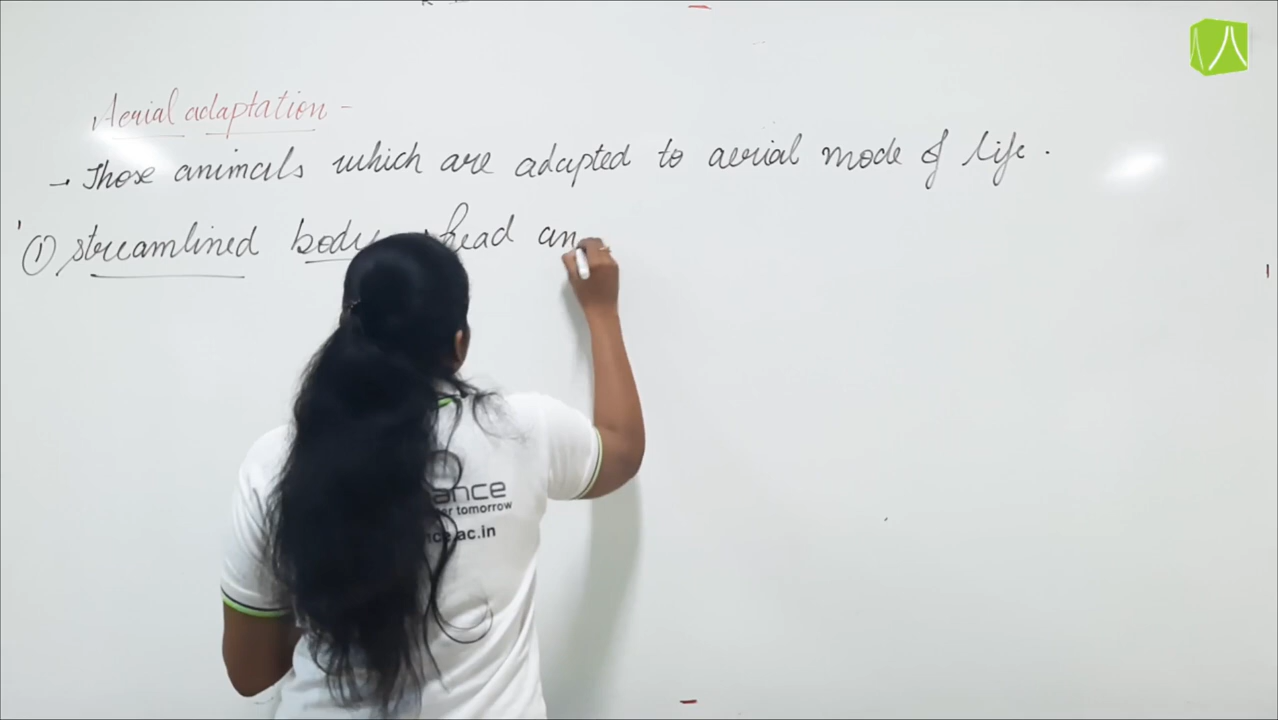 Aerial adaptation -
→ Those animals which are adapted to aerial mode of life.
① streamlined body head an
ance
er tomorrow
nce.ac.in